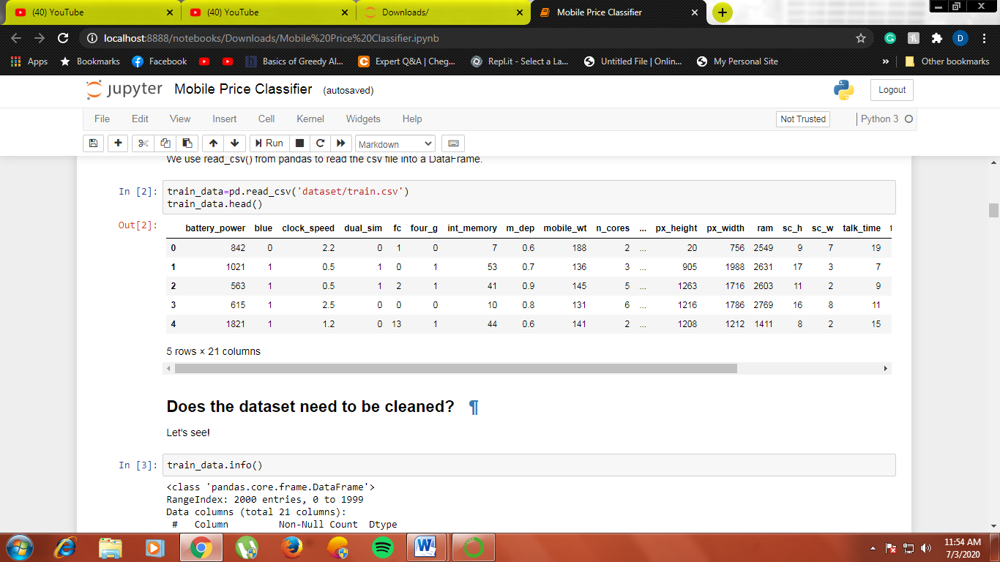 (40) YouTube
(40) YouTube
Downloads/
Mobile Price Classifier
localhost:8888/notebooks/Downloads/Mobile%20Price%20Classifier.ipynb
D
Apps Bookmarks Facebook Basics of Greedy Al... Expert Q&A | Cheg... Repl.it - Select a La... Untitled File | Onlin... My Personal Site » Other bookmarks
jupyter Mobile Price Classifier (autosaved) Logout
File Edit View Insert Cell Kernel Widgets Help Not Trusted Python 3
Run Markdown
We use read_csv() from pandas to read the csv file into a DataFrame.
In [2]: train_data=pd.read_csv('dataset/train.csv')
train_data.head()
Out[2]:
battery_power blue clock_speed dual_sim fc four_g int_memory m_dep mobile_wt n_cores ... px_height px_width ram sc_h sc_w talk_time
0 842 0 2.2 0 1 0 7 0.6 188 2 ... 20 756 2549 9 7 19
1 1021 1 0.5 1 0 1 53 0.7 136 3 ... 905 1988 2631 17 3 7
2 563 1 0.5 1 2 1 41 0.9 145 5 ... 1263 1716 2603 11 2 9
3 615 1 2.5 0 0 0 10 0.8 131 6 ... 1216 1786 2769 16 8 11
4 1821 1 1.2 0 13 1 44 0.6 141 2 ... 1208 1212 1411 8 2 15
5 rows × 21 columns
Does the dataset need to be cleaned? ¶
Let's see!
In [3]: train_data.info()
<class 'pandas.core.frame.DataFrame'>
RangeIndex: 2000 entries, 0 to 1999
Data columns (total 21 columns):
# Column Non-Null Count Dtype
11:54 AM
7/3/2020